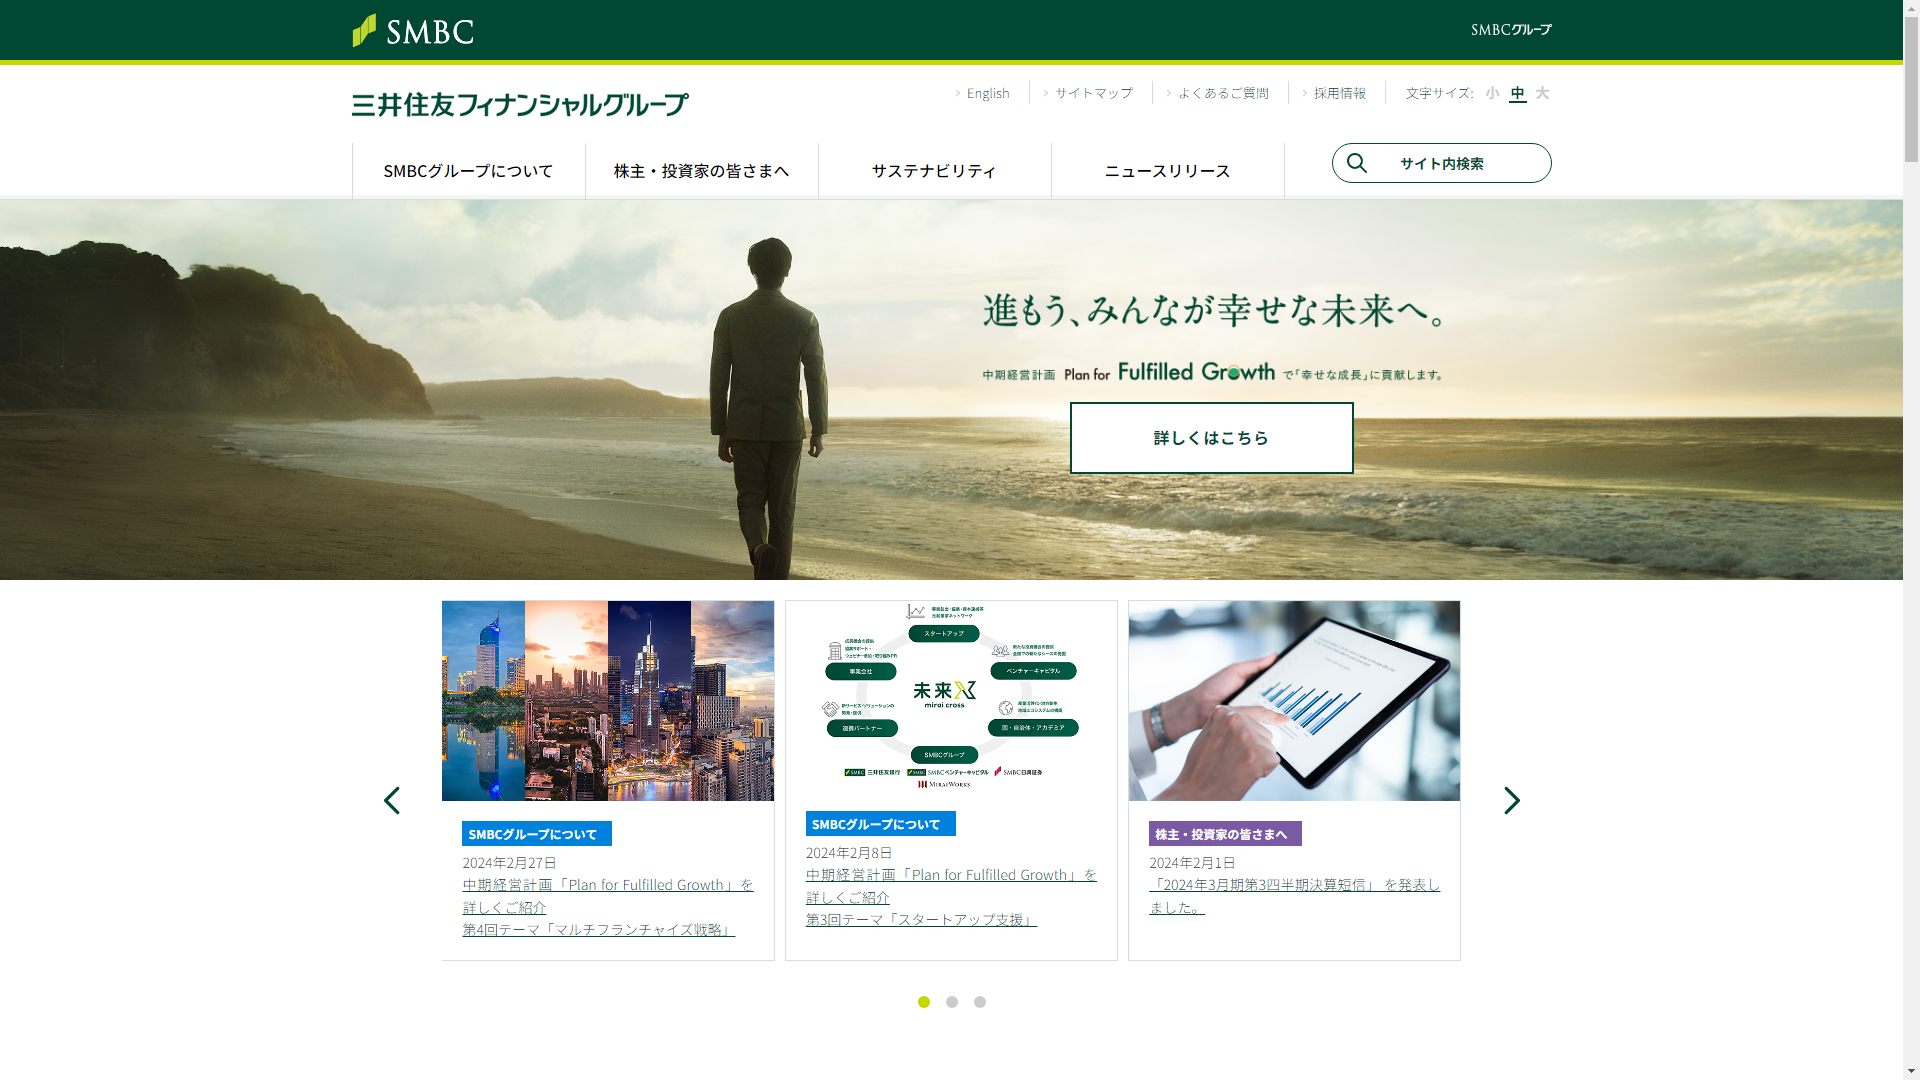 SMBC
SMBCグループ
三井住友フィナンシャルグループ
English
サイトマップ
よくあるご質問
採用情報
文字サイズ: 小 中 大
SMBCグループについて
株主・投資家の皆さまへ
サステナビリティ
ニュースリリース
サイト内検索
進もう、みんなが幸せな未来へ。
中期経営計画 Plan for Fulfilled Growth で「幸せな成長」に貢献します。
詳しくはこちら
スタートアップ
事業会社
ベンチャーキャピタル
未来X
mirai cross
連携パートナー
国・自治体・アカデミア
SMBCグループ
SMBC 三井住友銀行
SMBC SMBCベンチャーキャピタル
SMBC日興証券
MIRAIWORKS
SMBCグループについて
2024年2月27日
中期経営計画「Plan for Fulfilled Growth」を
詳しくご紹介
第4回テーマ「マルチフランチャイズ戦略」
SMBCグループについて
2024年2月8日
中期経営計画「Plan for Fulfilled Growth」を
詳しくご紹介
第3回テーマ「スタートアップ支援」
株主・投資家の皆さまへ
2024年2月1日
「2024年3月期第3四半期決算短信」 を発表し
ました。